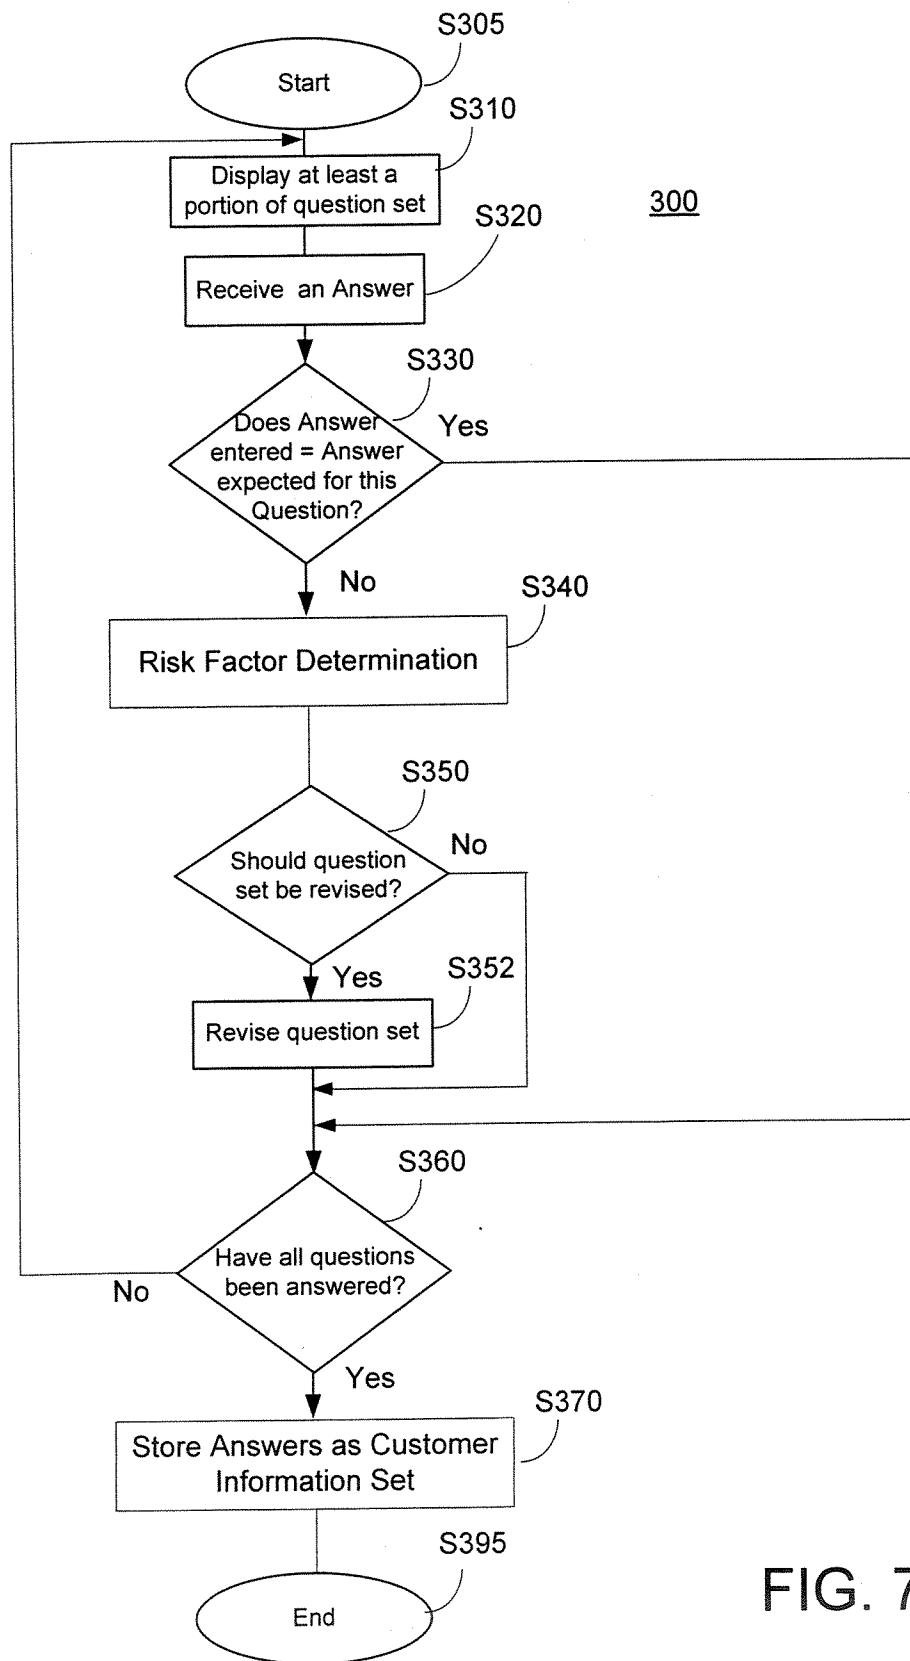 S305
Start
S310
Display at least a
portion of question set
300
S320
Receive an Answer
S330
Does Answer
entered = Answer
expected for this
Question?
Yes
No
S340
Risk Factor Determination
S350
Should question
set be revised?
No
Yes
S352
Revise question set
S360
Have all questions
been answered?
No
Yes
S370
Store Answers as Customer
Information Set
S395
End
FIG. 7